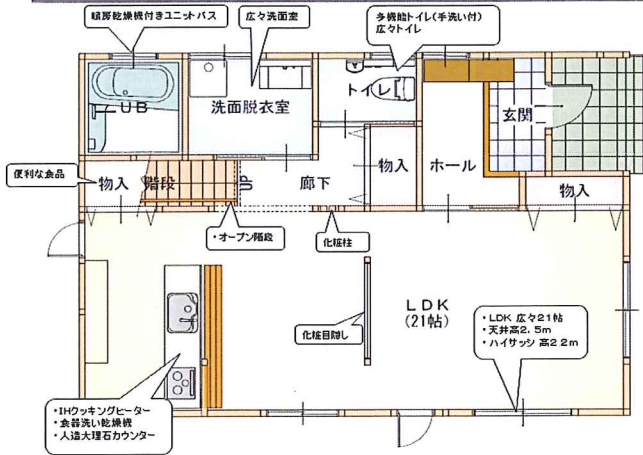 暖房乾燥機付きユニットバス
広々洗面室
多機能トイレ(手洗い付)
広々トイレ
UB
洗面脱衣室
トイレ
玄関
便利な食品
物入
階段
UP
廊下
物入
ホール
物入
・オープン階段
化粧柱
LDK
(21帖)
化粧目隠し
・LDK 広々21帖
・天井高2.5m
・ハイサッシ 高22m
・IHクッキングヒーター
・食器洗い乾燥機
・人造大理石カウンター